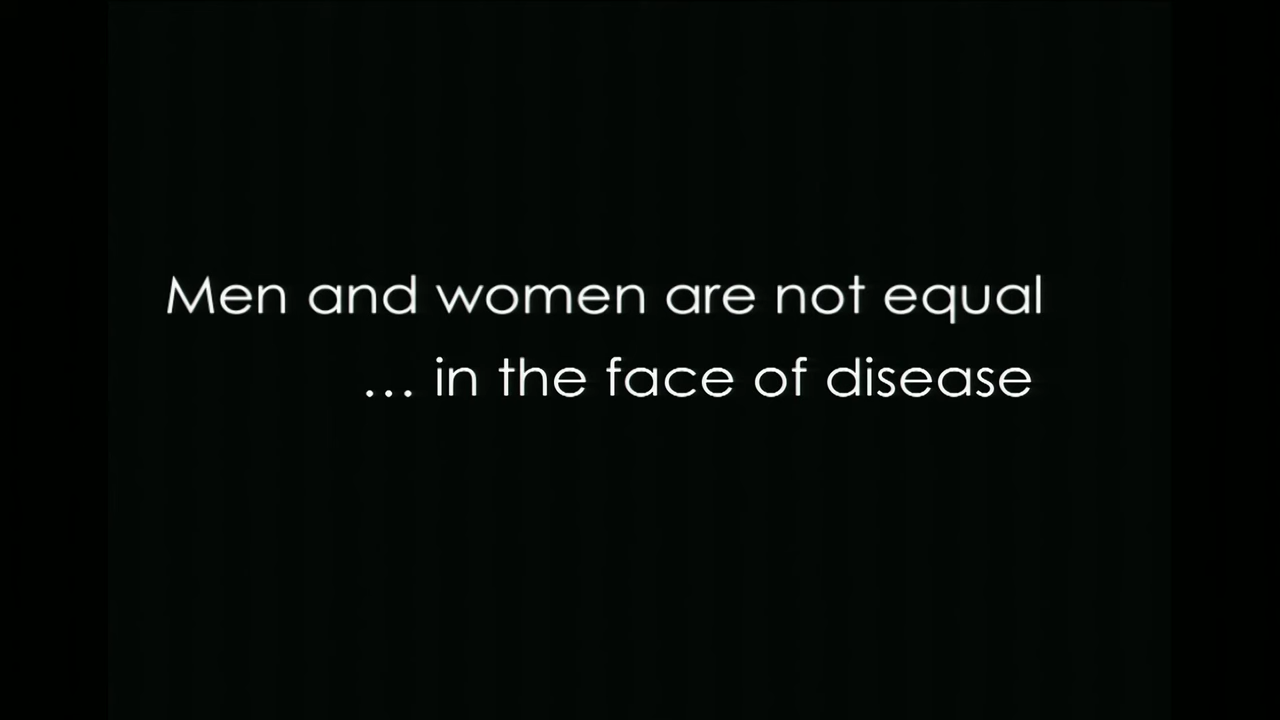 Men and women are not equal
… in the face of disease